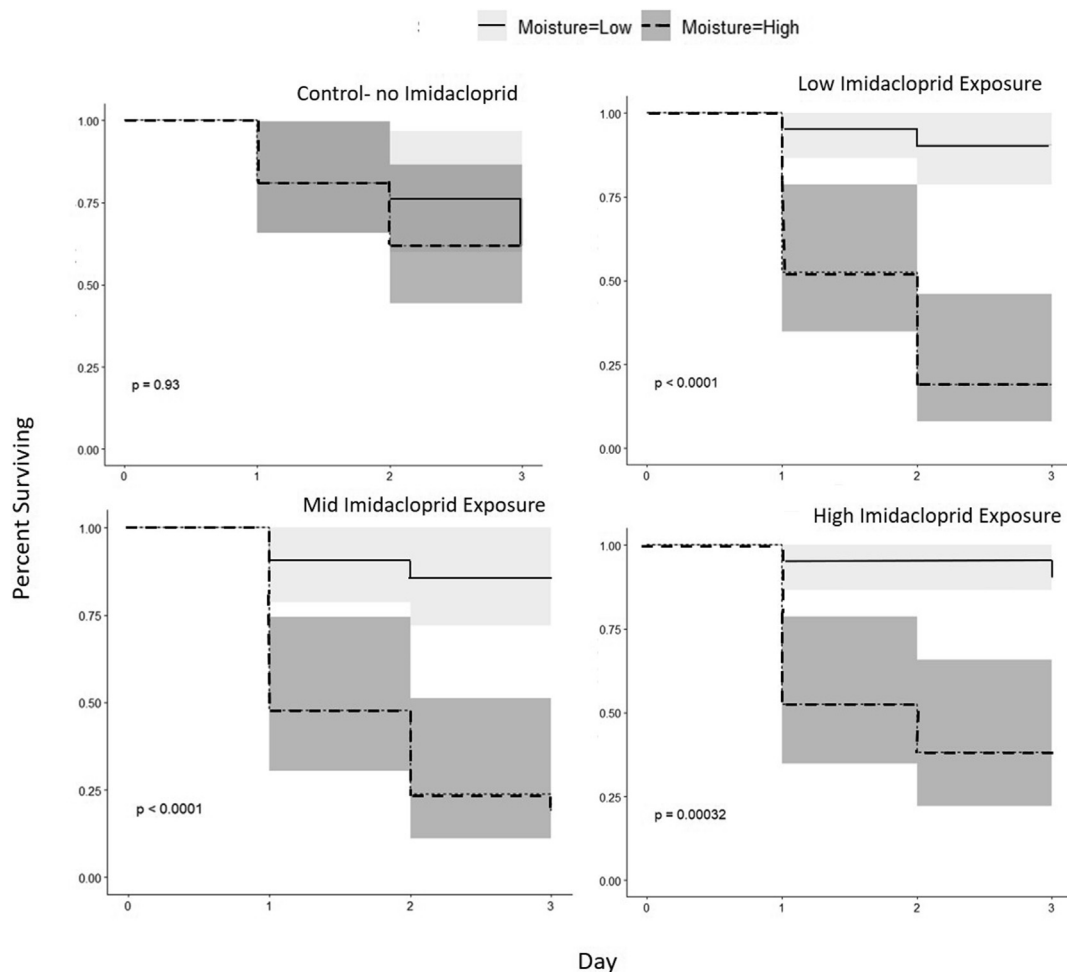 Moisture=Low Moisture=High
Control- no Imidacloprid
1.00
0.75
0.50
0.25
0.00
p = 0.93
0 1 2 3
Low Imidacloprid Exposure
1.00
0.75
0.50
0.25
0.00
p < 0.0001
0 1 2 3
Mid Imidacloprid Exposure
1.00
0.75
0.50
0.25
0.00
p < 0.0001
0 1 2 3
High Imidacloprid Exposure
1.00
0.75
0.50
0.25
0.00
p = 0.00032
0 1 2 3
Percent Surviving
Day